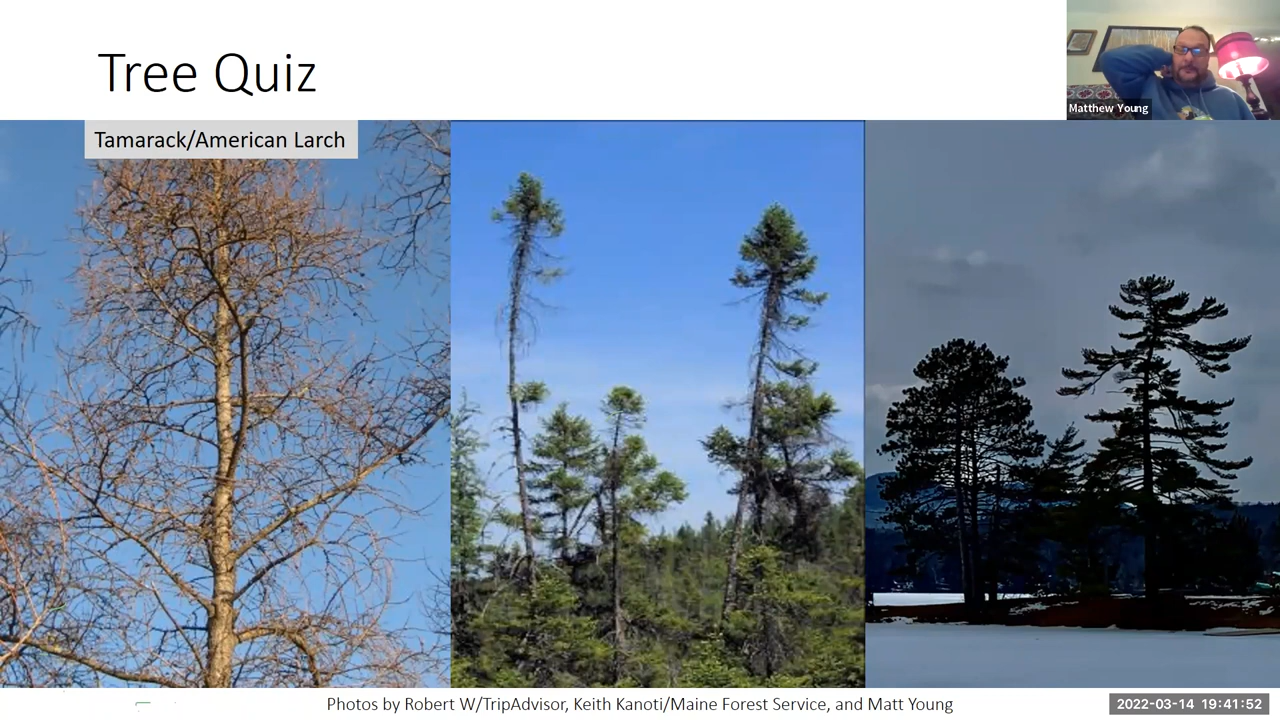 Tree Quiz
Matthew Young
Tamarack/American Larch
Photos by Robert W/TripAdvisor, Keith Kanoti/Maine Forest Service, and Matt Young
2022-03-14 19:41:52